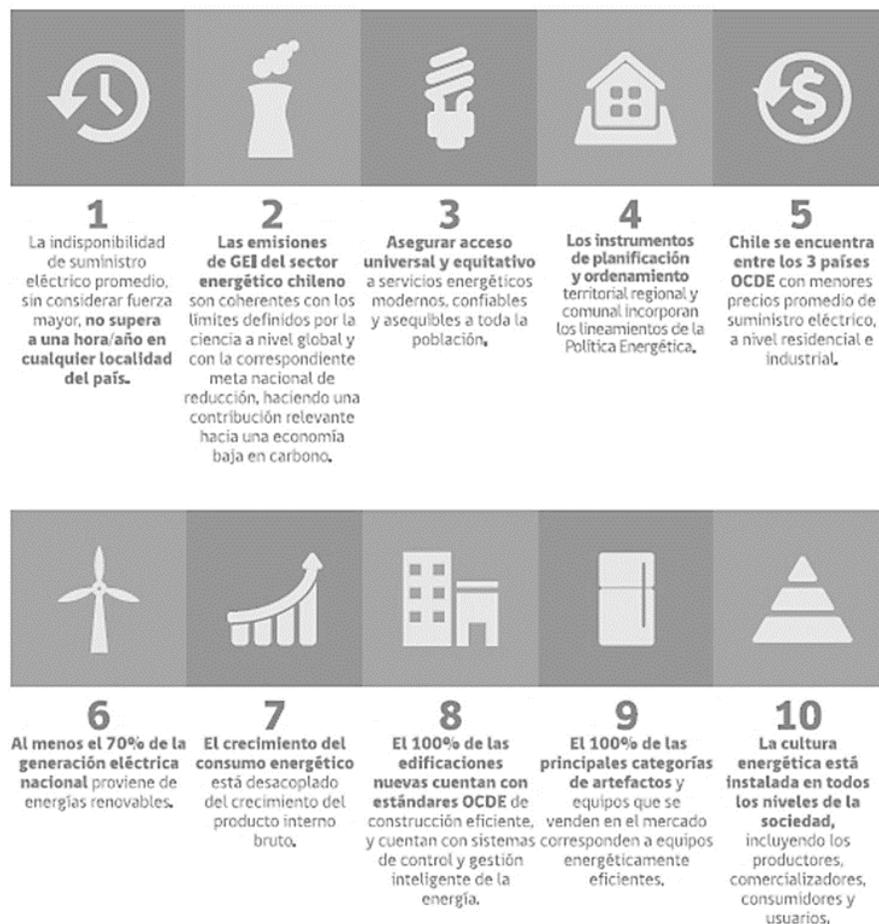 1
La indisponibilidad
de suministro
eléctrico promedio,
sin considerar fuerza
mayor, no supera
a una hora/año en
cualquier localidad
del país.
2
Las emisiones
de GEI del sector
energético chileno
son coherentes con los
límites definidos por la
ciencia a nivel global y
con la correspondiente
meta nacional de
reducción, haciendo una
contribución relevante
hacia una economía
baja en carbono.
3
Asegurar acceso
universal y equitativo
a servicios energéticos
modernos, confiables
y asequibles a toda la
población.
4
Los instrumentos
de planificación
y ordenamiento
territorial regional y
comunal incorporan
los lineamientos de la
Política Energética.
5
Chile se encuentra
entre los 3 países
OCDE con menores
precios promedio de
suministro eléctrico,
a nivel residencial e
industrial.
6
Al menos el 70% de la
generación eléctrica
nacional proviene de
energías renovables.
7
El crecimiento del
consumo energético
está desacoplado
del crecimiento del
producto interno
bruto.
8
El 100% de las
edificaciones
nuevas cuentan con
estándares OCDE de
construcción eficiente,
y cuentan con sistemas
de control y gestión
inteligente de la
energía.
9
El 100% de las
principales categorías
de artefactos y
equipos que se
venden en el mercado
corresponden a equipos
energéticamente
eficientes.
10
La cultura
energética está
instalada en todos
los niveles de la
sociedad,
incluyendo los
productores,
comercializadores,
consumidores y
usuarios.